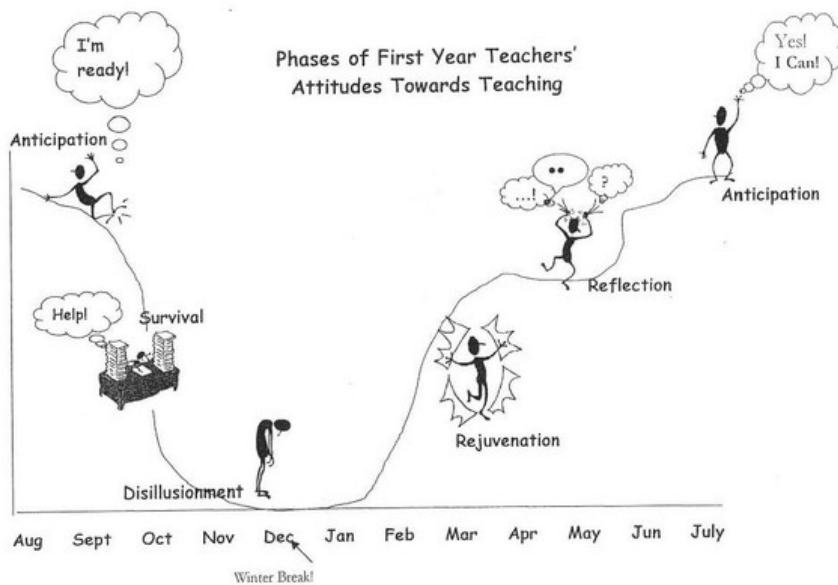 I'm
ready!
Phases of First Year Teachers'
Attitudes Towards Teaching
Yes!
I Can!
Anticipation
...!
?
Anticipation
Reflection
Help!
Survival
Rejuvenation
Disillusionment
Aug Sept Oct Nov Dec Jan Feb Mar Apr May Jun July
Winter Break!